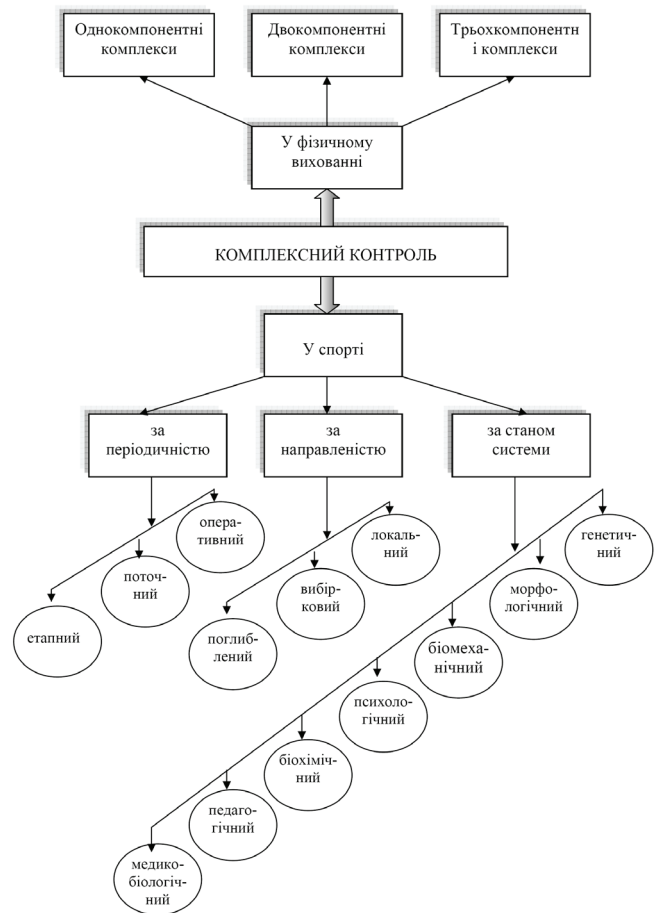 Однокомпонентні
комплекси
Двокомпонентні
комплекси
Трьохкомпонентн
і комплекси
У фізичному
вихованні
КОМПЛЕКСНИЙ КОНТРОЛЬ
У спорті
за
періодичністю
за
направленістю
за станом
системи
опера-
тивний
поточ-
ний
етапний
локаль-
ний
вибір-
ковий
поглиб-
лений
генетич-
ний
морфо-
логічний
біомеха-
нічний
психоло-
гічний
біохіміч-
ний
педаго-
гічний
медико-
біологіч-
ний